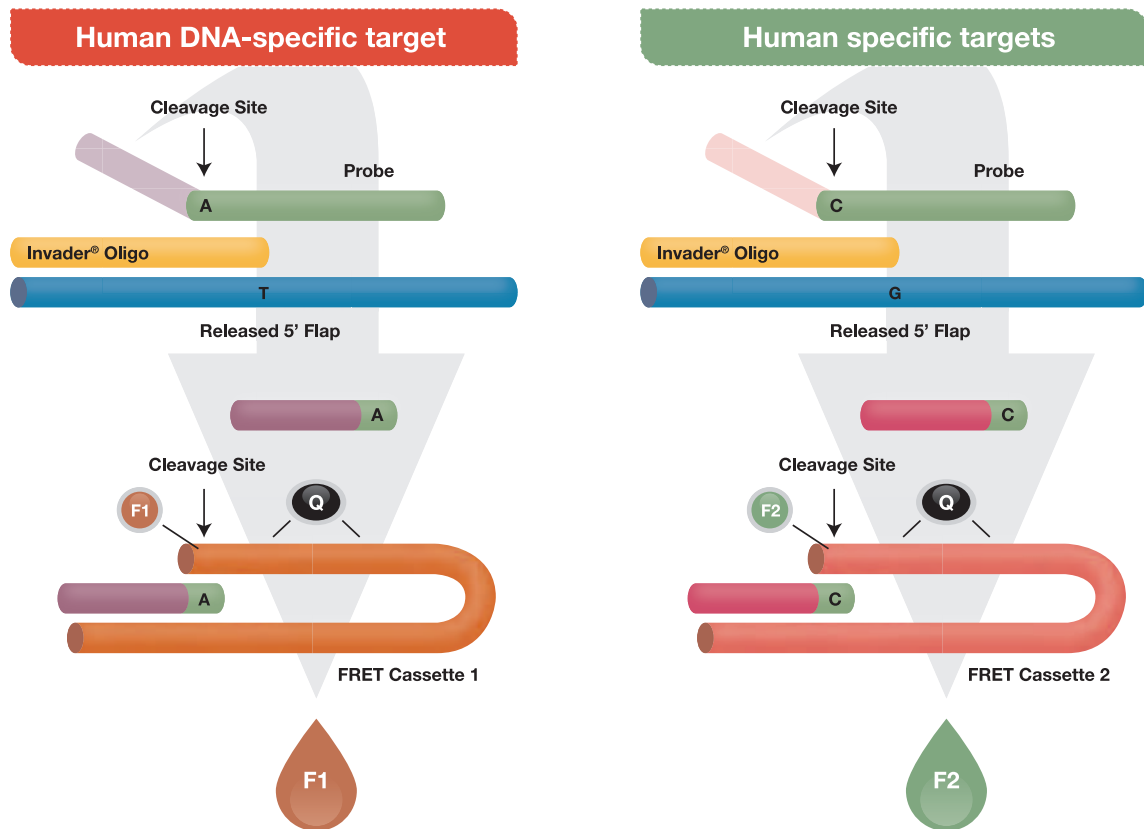 Human DNA-specific target
Cleavage Site
Probe
A
Invader® Oligo
T
Released 5’ Flap
A
Cleavage Site
F1
Q
A
FRET Cassette 1
F1
Human specific targets
Cleavage Site
Probe
C
Invader® Oligo
G
Released 5’ Flap
C
Cleavage Site
F2
Q
C
FRET Cassette 2
F2